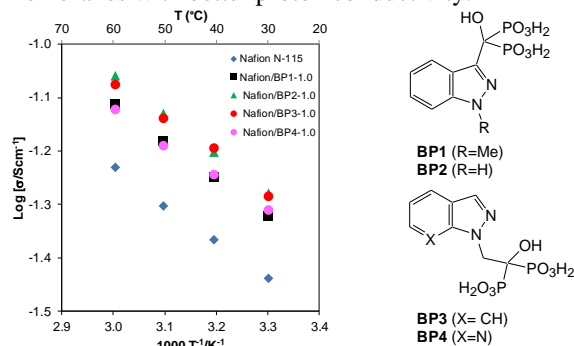 T (°C)
70 60 50 40 30 20
-1.0
-1.1
-1.2
-1.3
-1.4
-1.5
Log [σ/Scm⁻¹]
Nafion N-115
Nafion/BP1-1.0
Nafion/BP2-1.0
Nafion/BP3-1.0
Nafion/BP4-1.0
2.9 3.0 3.1 3.2 3.3 3.4
1000 T⁻¹/K⁻¹
HO PO₃H₂
PO₃H₂
N
N
R
BP1 (R=Me)
BP2 (R=H)
N
X N
OH
PO₃H₂
H₂O₃P
BP3 (X= CH)
BP4 (X=N)